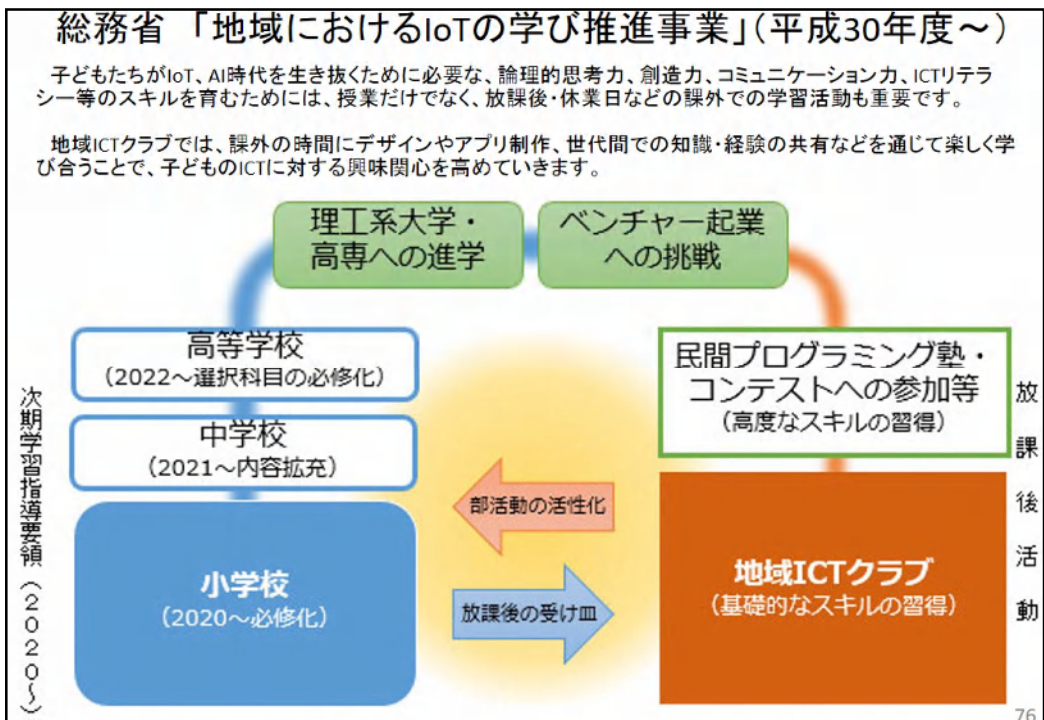 総務省 「地域におけるIoTの学び推進事業」(平成30年度～)
子どもたちがIoT、AI時代を生き抜くために必要な、論理的思考力、創造力、コミュニケーション力、ICTリテラ
シー等のスキルを育むためには、授業だけでなく、放課後・休業日などの課外での学習活動も重要です。
地域ICTクラブでは、課外の時間にデザインやアプリ制作、世代間での知識・経験の共有などを通じて楽しく学
び合うことで、子どものICTに対する興味関心を高めていきます。
理工系大学・
高専への進学
ベンチャー起業
への挑戦
次期学習指導要領(2020～)
高等学校
(2022～選択科目の必修化)
中学校
(2021～内容拡充)
小学校
(2020～必修化)
部活動の活性化
放課後の受け皿
民間プログラミング塾・
コンテストへの参加等
(高度なスキルの習得)
地域ICTクラブ
(基礎的なスキルの習得)
放課後活動
76